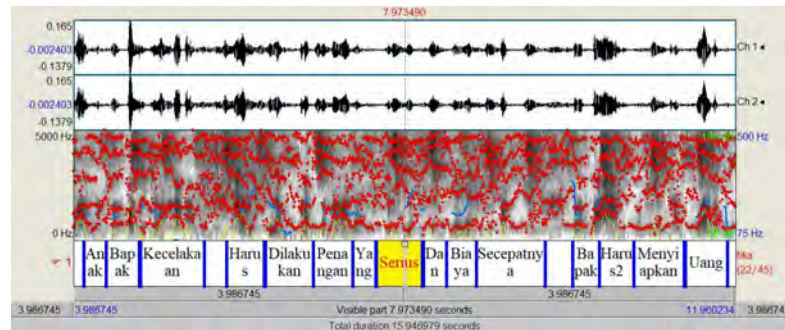 7.973490
0.165
-0.002403
-0.1379
Ch 1
0.165
-0.002403
-0.1379
Ch 2
5000 Hz
500 Hz
0 Hz
75 Hz
1
An
ak
Bap
ak
Kecelaka
an
Haru
s
Dilaku
kan
Pena
ngan
Ya
ng
Serius
Da
n
Bia
ya
Secepatny
a
Ba
pak
Haru
s2
Menyi
apkan
Uang
(22/45)
3.986745 3.986745
3.986745 3.986745 Visible part 7.973490 seconds 11.960234 3.98674
Total duration 15.946979 seconds